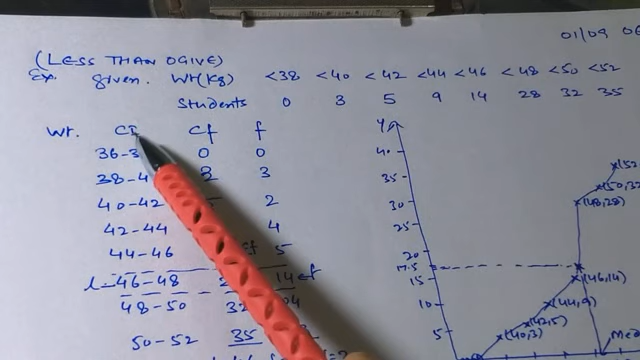 01/09
(LESS THAN OGIVE)
Ex. given. Wt(Kg) <38 <40 <42 <44 <46 <48 <50 <52
Students 0 3 5 9 14 28 32 35
Wt. CI Cf f
36-3 0 0
38-4 3 3
40-42 2
42-44 4
44-46 cf 5
l 46-48 2 14 f
48-50 32 04
50-52 35
Y
40
35
30
25
20
17.5
15
10
5
(52
(50,32
(48,28)
(46,14)
(44,9)
(42,5)
(40,3)